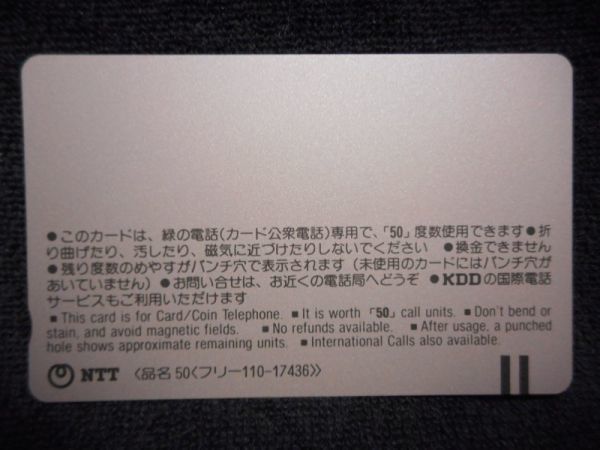 ●このカードは、緑の電話(カード公衆電話)専用で、「50」度数使用できます●折
り曲げたり、汚したり、磁気に近づけたりしないでください　●換金できません
●残り度数のめやすがパンチ穴で表示されます（未使用のカードにはパンチ穴が
あいていません）●お問い合せは、お近くの電話局へどうぞ　●KDDの国際電話
サービスもご利用いただけます
■This card is for Card/Coin Telephone. ■It is worth「50」call units. ■Don't bend or
stain, and avoid magnetic fields. ■No refunds available. ■After usage, a punched
hole shows approximate remaining units. ■International Calls also available.
NTT 〈品名 50〈フリー110-17436〉〉